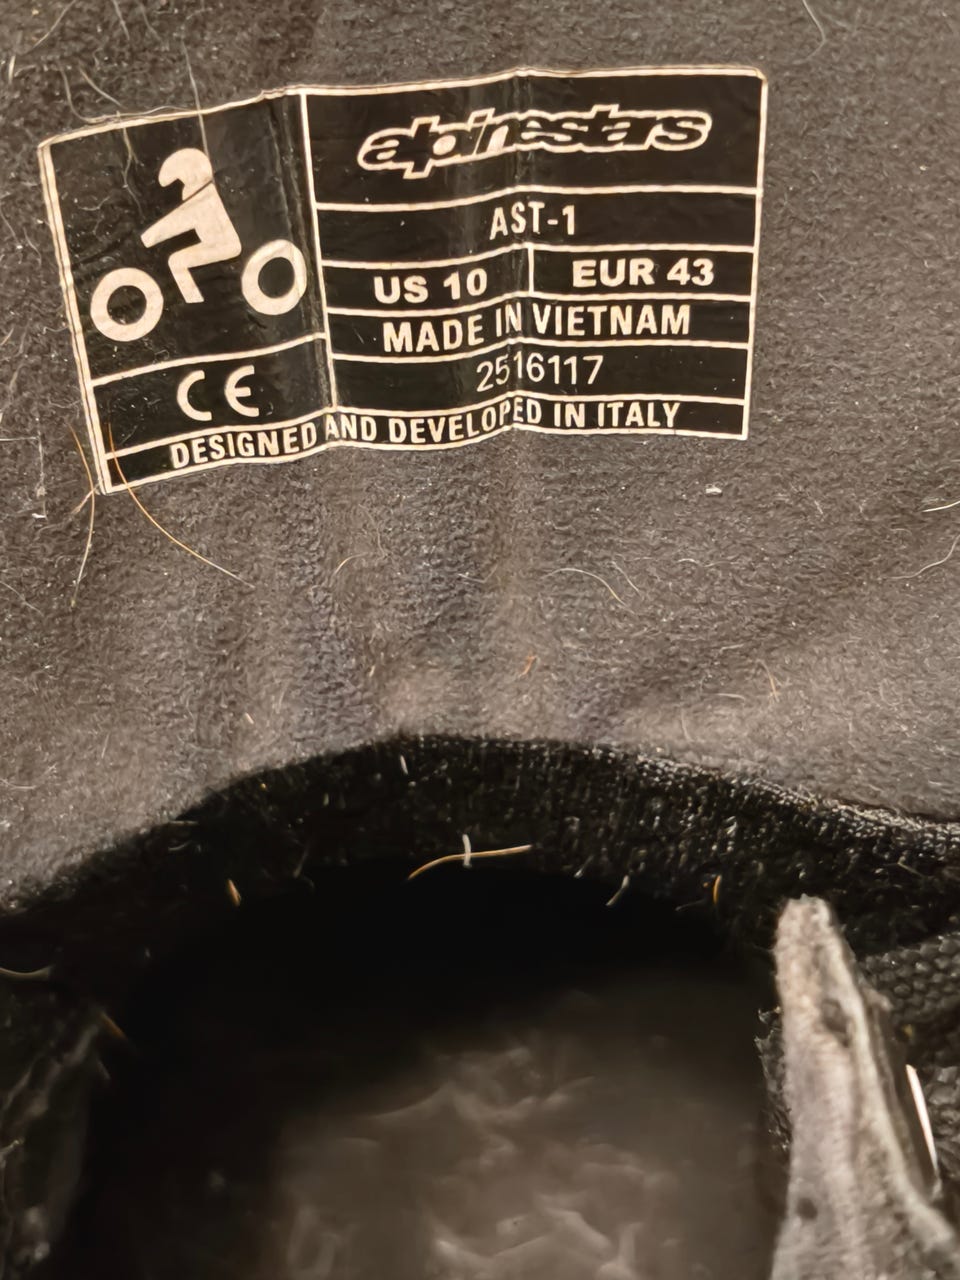 alpinestars
AST-1
US 10 EUR 43
MADE IN VIETNAM
2516117
CE
DESIGNED AND DEVELOPED IN ITALY